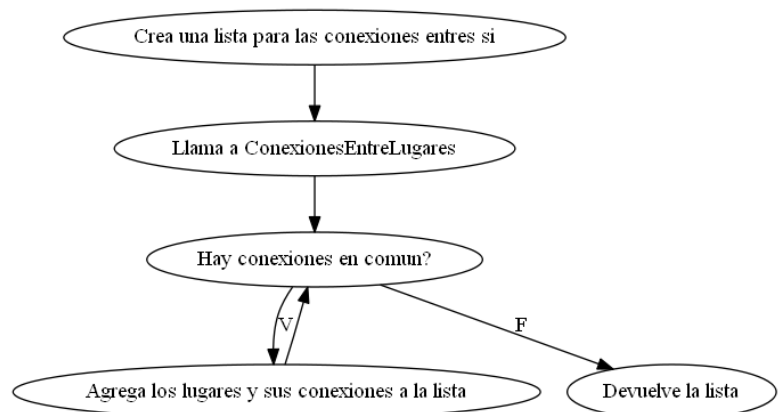 Crea una lista para las conexiones entres si
Llama a ConexionesEntreLugares
Hay conexiones en comun?
V
F
Agrega los lugares y sus conexiones a la lista
Devuelve la lista